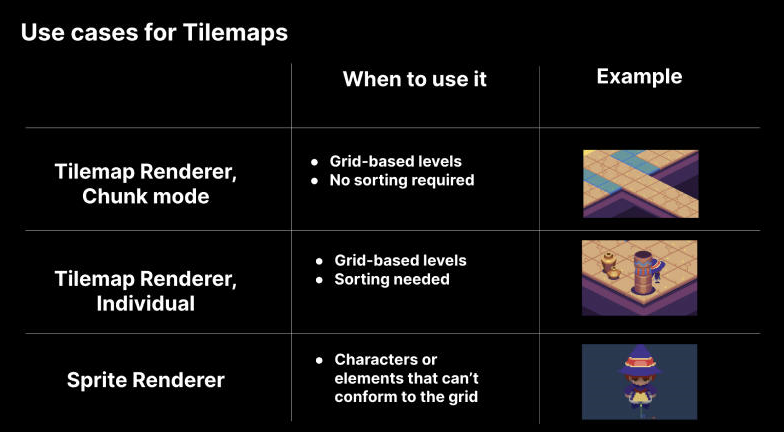 Use cases for Tilemaps
When to use it
Example
Tilemap Renderer,
Chunk mode
● Grid-based levels
● No sorting required
Tilemap Renderer,
Individual
● Grid-based levels
● Sorting needed
Sprite Renderer
● Characters or
elements that can’t
conform to the grid